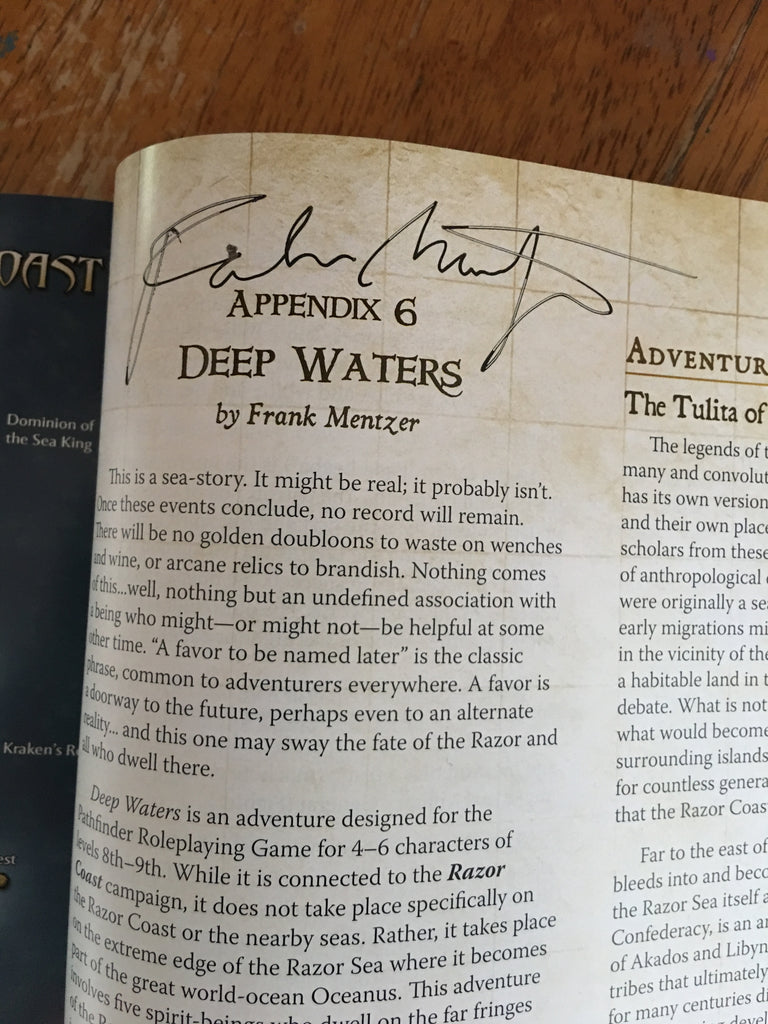 OAST
Dominion of
the Sea King
Kraken's
APPENDIX 6
DEEP WATERS
by Frank Mentzer
This is a sea-story. It might be real; it probably isn't.
Once these events conclude, no record will remain.
There will be no golden doubloons to waste on wenches
and wine, or arcane relics to brandish. Nothing comes
of this...well, nothing but an undefined association with
a being who might—or might not—be helpful at some
other time. "A favor to be named later" is the classic
phrase, common to adventurers everywhere. A favor is
a doorway to the future, perhaps even to an alternate
reality... and this one may sway the fate of the Razor and
all who dwell there.
Deep Waters is an adventure designed for the
Pathfinder Roleplaying Game for 4–6 characters of
levels 8th–9th. While it is connected to the Razor
Coast campaign, it does not take place specifically on
the Razor Coast or the nearby seas. Rather, it takes place
on the extreme edge of the Razor Sea where it becomes
part of the great world-ocean Oceanus. This adventure
involves five spirit-beings who dwell on the far fringes
of the
ADVENTUR
The Tulita of
The legends of t
many and convolut
has its own version
and their own place
scholars from these
of anthropological
were originally a se
early migrations mi
in the vicinity of the
a habitable land in t
debate. What is not
what would become
surrounding islands
for countless genera
that the Razor Coas
Far to the east of
bleeds into and beco
the Razor Sea itself a
Confederacy, is an ar
of Akados and Libyn
tribes that ultimately
for many centuries di